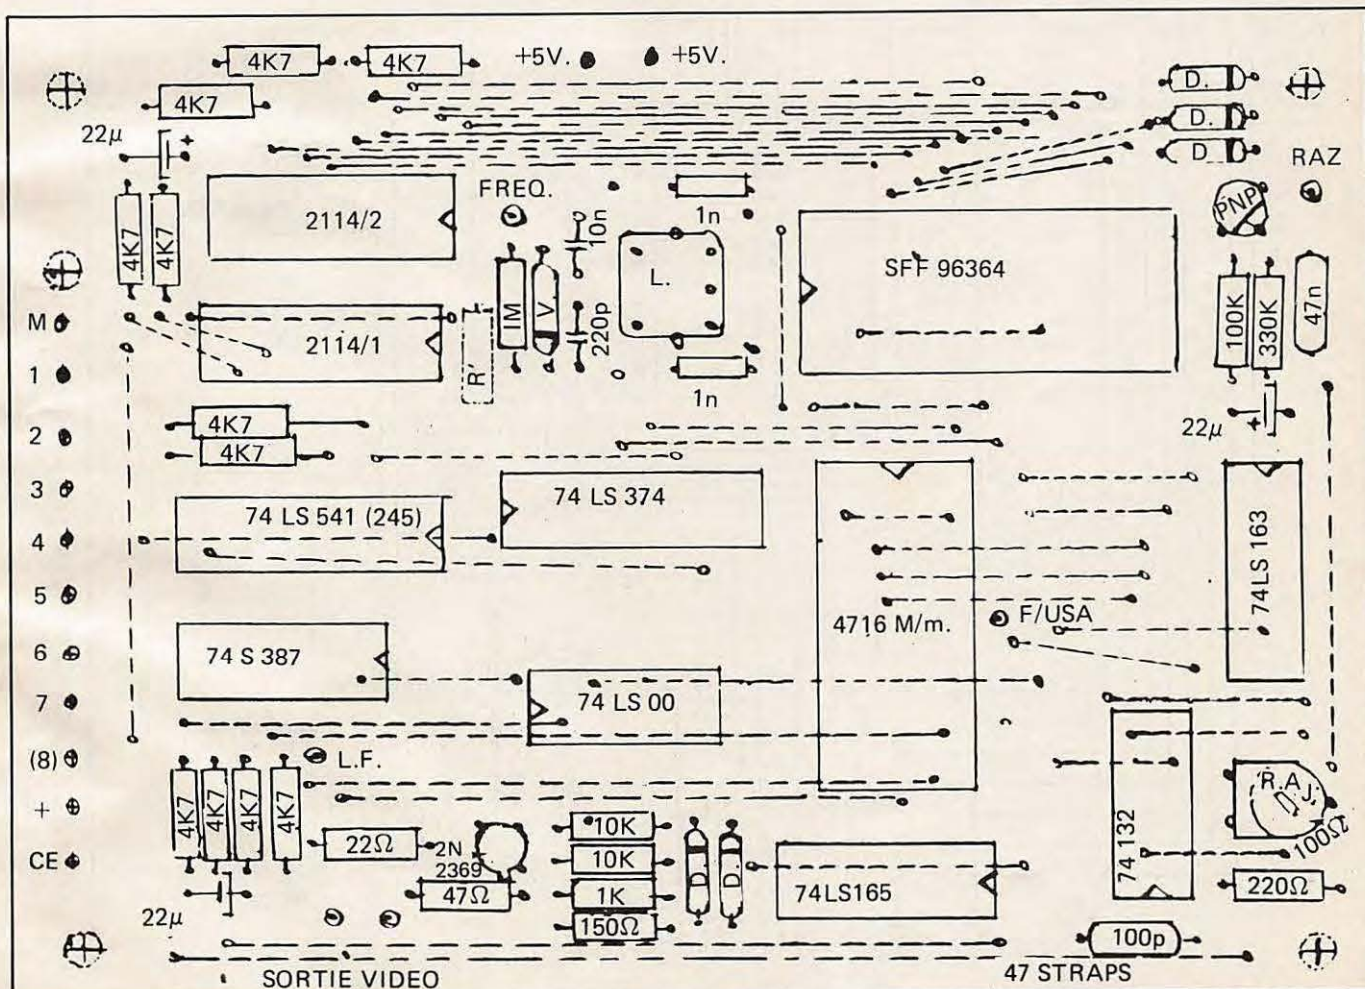 4K7
4K7
+5V.
+5V.
D.
4K7
D.
22µ
+
D.
RAZ
FREQ.
1n
PNP
2114/2
10n
4K7
4K7
L.
SFF 96364
M
IM
V.
220p
100K
330K
47n
2114/1
R'
1
1n
4K7
22µ
+
2
4K7
3
74 LS 374
74 LS 541 (245)
4
74LS 163
5
4716 M/m.
F/USA
6
74 S 387
7
74 LS 00
(8)
L.F.
4K7
4K7
4K7
4K7
R.AJ.
100Ω
+
10K
22Ω
2N
2369
74 132
CE
10K
D.
D.
47Ω
1K
74LS165
220Ω
22µ
150Ω
100p
SORTIE VIDEO
47 STRAPS